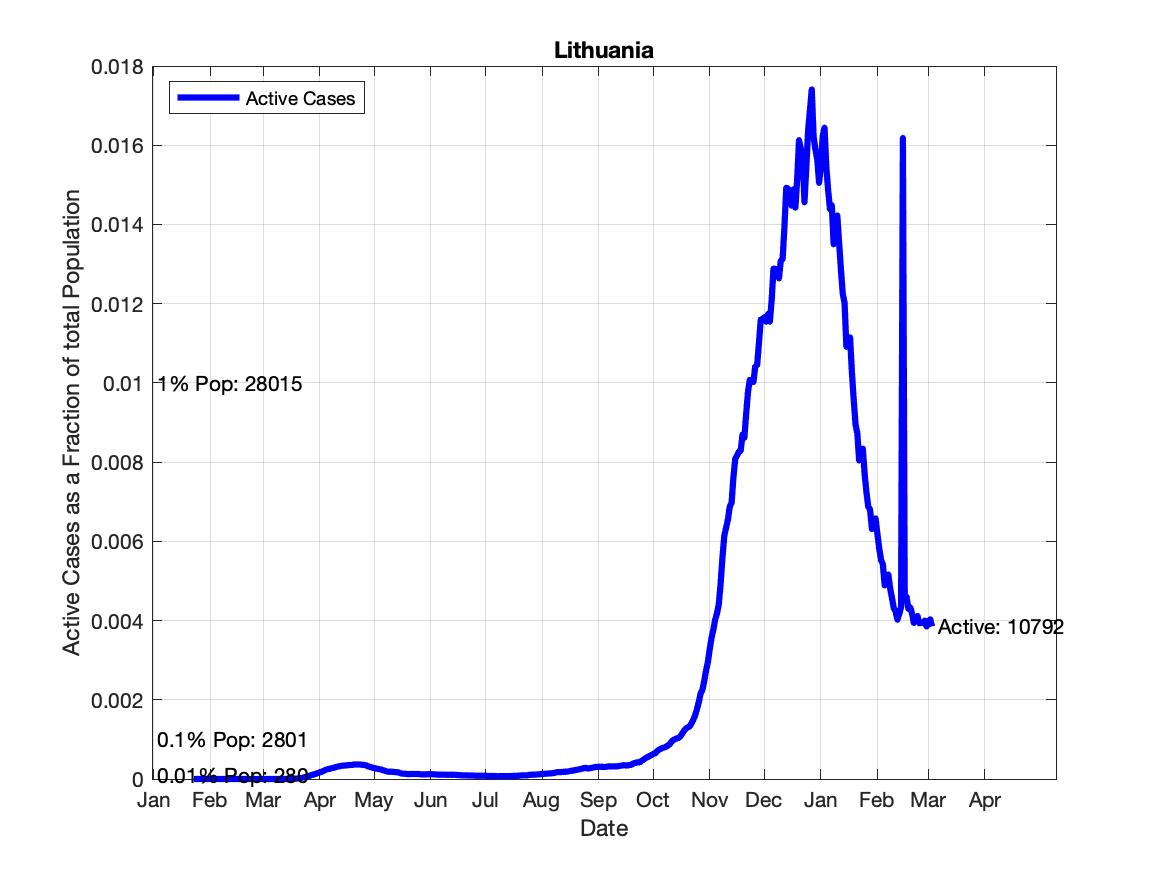 Lithuania
0.018
Active Cases
0.016
0.014
0.012
0.01
1% Pop: 28015
0.008
0.006
0.004
Active: 10792
0.002
0.1% Pop: 2801
0.01% Pop: 280
0
Active Cases as a Fraction of total Population
Jan Feb Mar Apr May Jun Jul Aug Sep Oct Nov Dec Jan Feb Mar Apr
Date